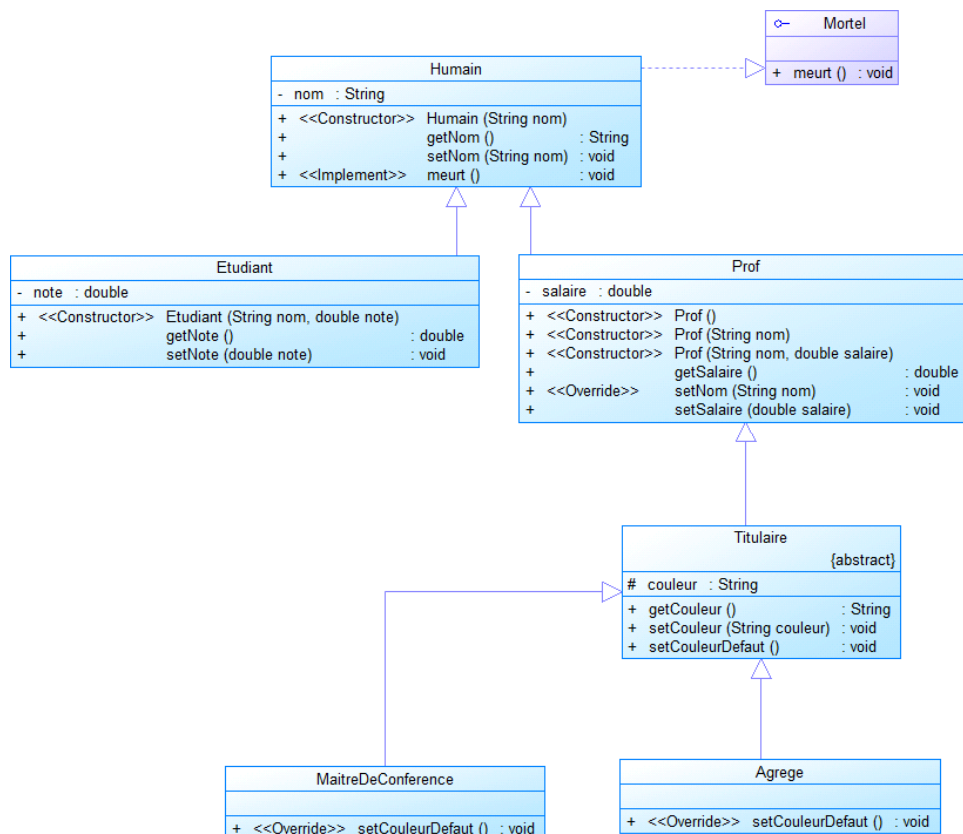 Mortel
+ meurt () : void
Humain
- nom : String
+ <<Constructor>> Humain (String nom)
+ getNom () : String
+ setNom (String nom) : void
+ <<Implement>> meurt () : void
Etudiant
- note : double
+ <<Constructor>> Etudiant (String nom, double note)
+ getNote () : double
+ setNote (double note) : void
Prof
- salaire : double
+ <<Constructor>> Prof ()
+ <<Constructor>> Prof (String nom)
+ <<Constructor>> Prof (String nom, double salaire)
+ getSalaire () : double
+ <<Override>> setNom (String nom) : void
+ setSalaire (double salaire) : void
Titulaire
{abstract}
# couleur : String
+ getCouleur () : String
+ setCouleur (String couleur) : void
+ setCouleurDefaut () : void
MaitreDeConference
+ <<Override>> setCouleurDefaut () : void
Agrege
+ <<Override>> setCouleurDefaut () : void